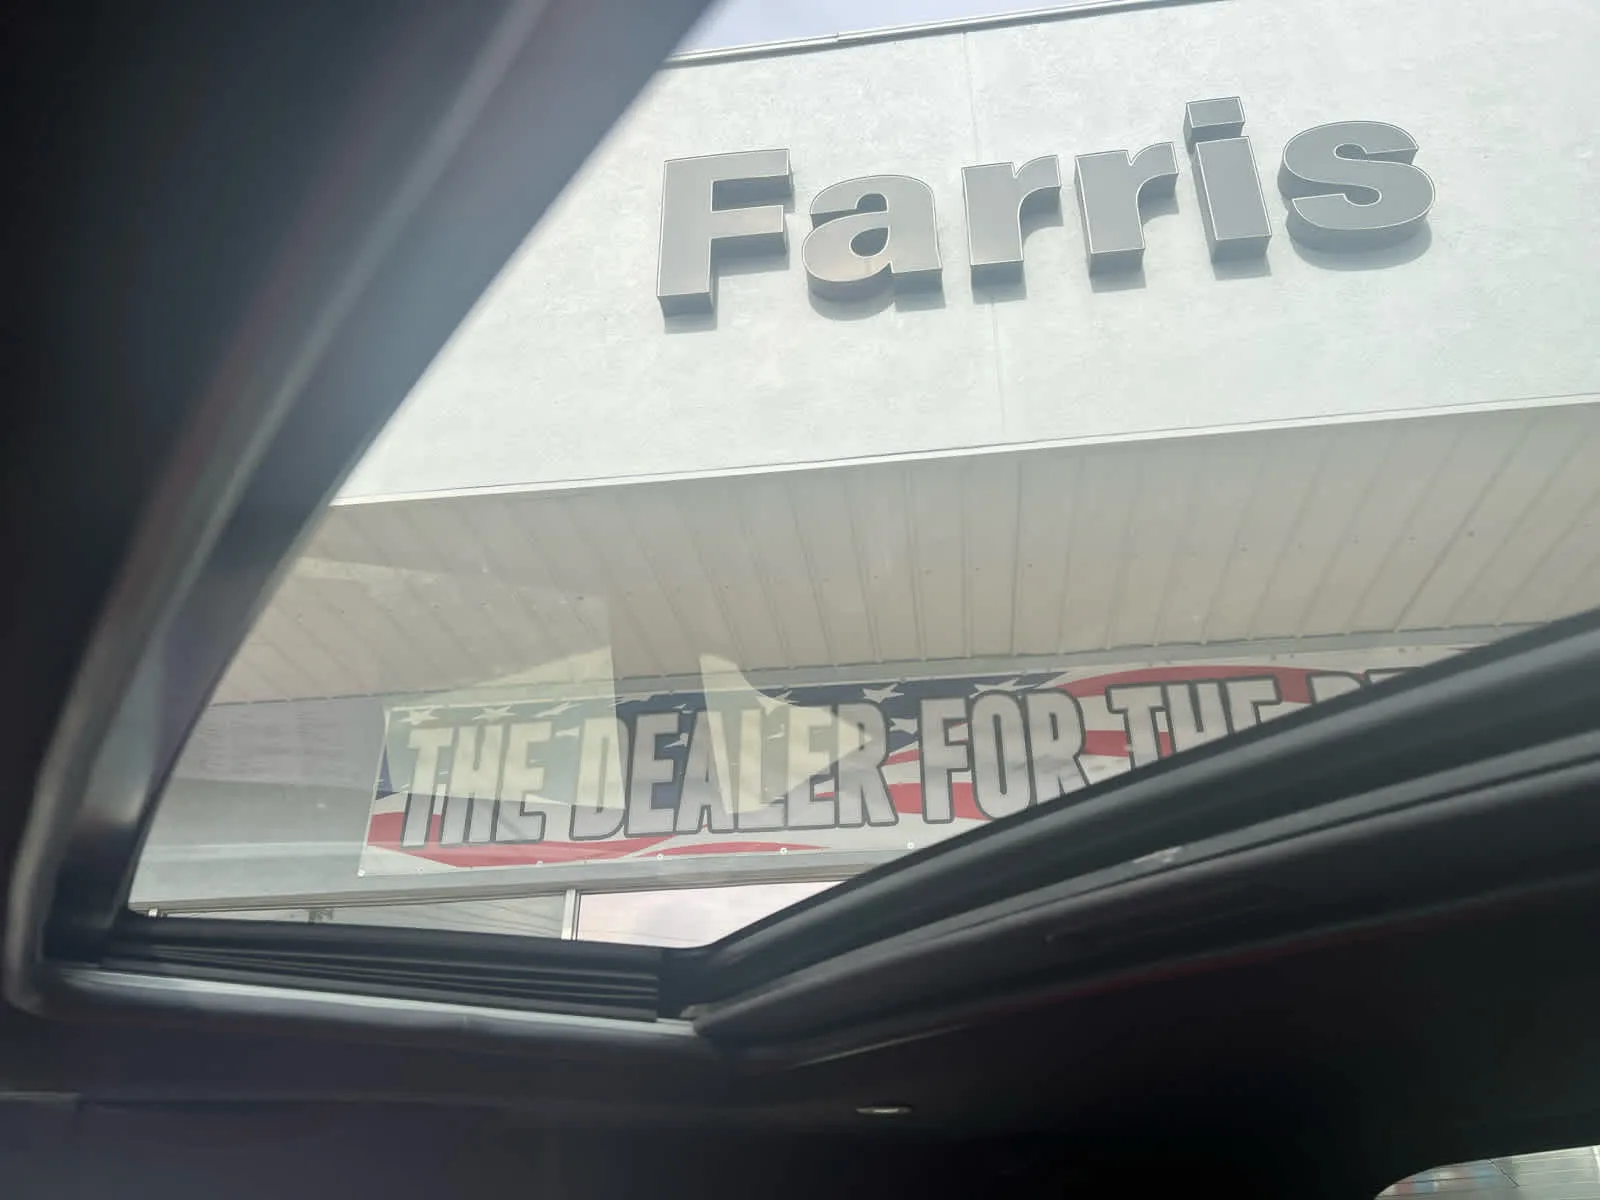 Farris
THE DEALER FOR THE